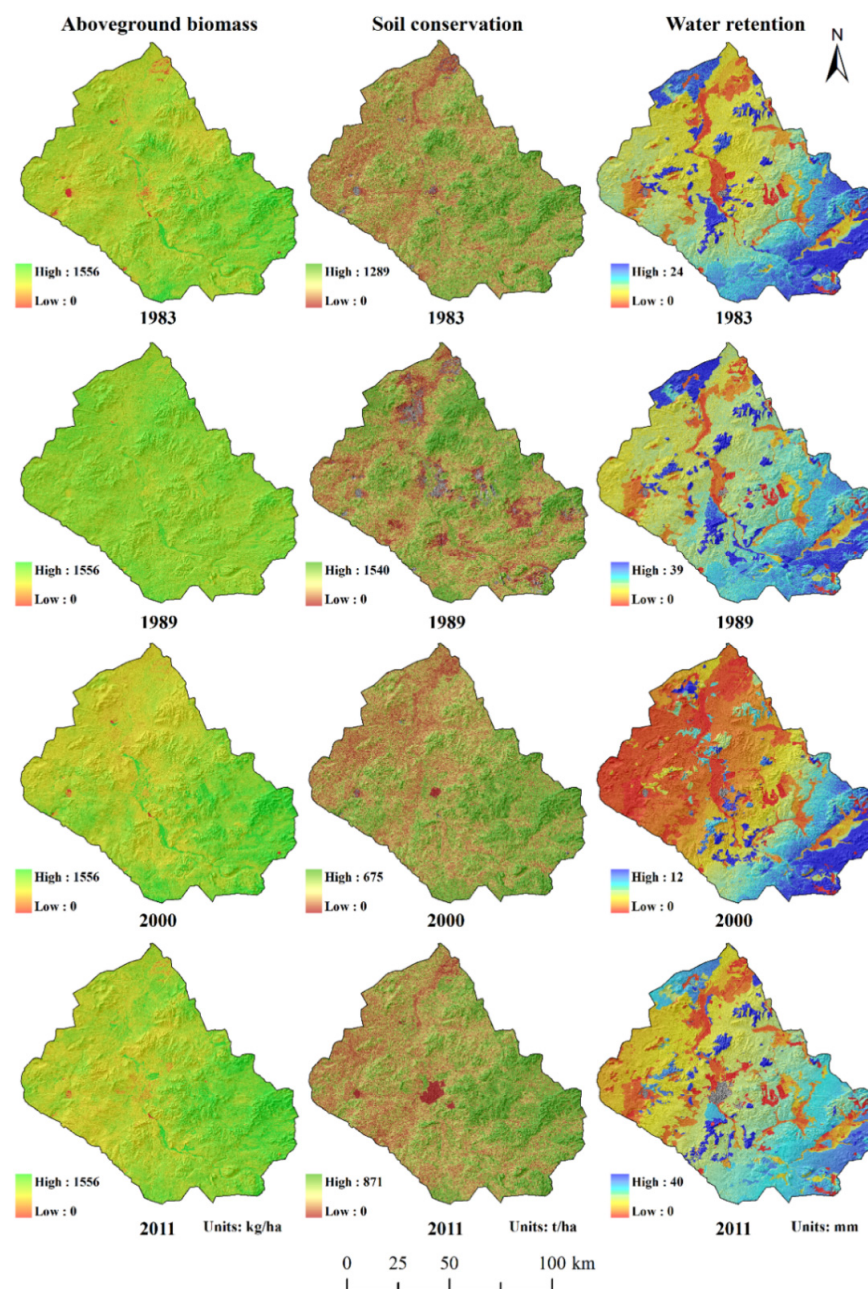 Aboveground biomass Soil conservation Water retention
N
High : 1556 High : 1289 High : 24
Low : 0 Low : 0 Low : 0
1983 1983 1983
High : 1556 High : 1540 High : 39
Low : 0 Low : 0 Low : 0
1989 1989 1989
High : 1556 High : 675 High : 12
Low : 0 Low : 0 Low : 0
2000 2000 2000
High : 1556 High : 871 High : 40
Low : 0 Low : 0 Low : 0
2011 Units: kg/ha 2011 Units: t/ha 2011 Units: mm
0 25 50 100 km